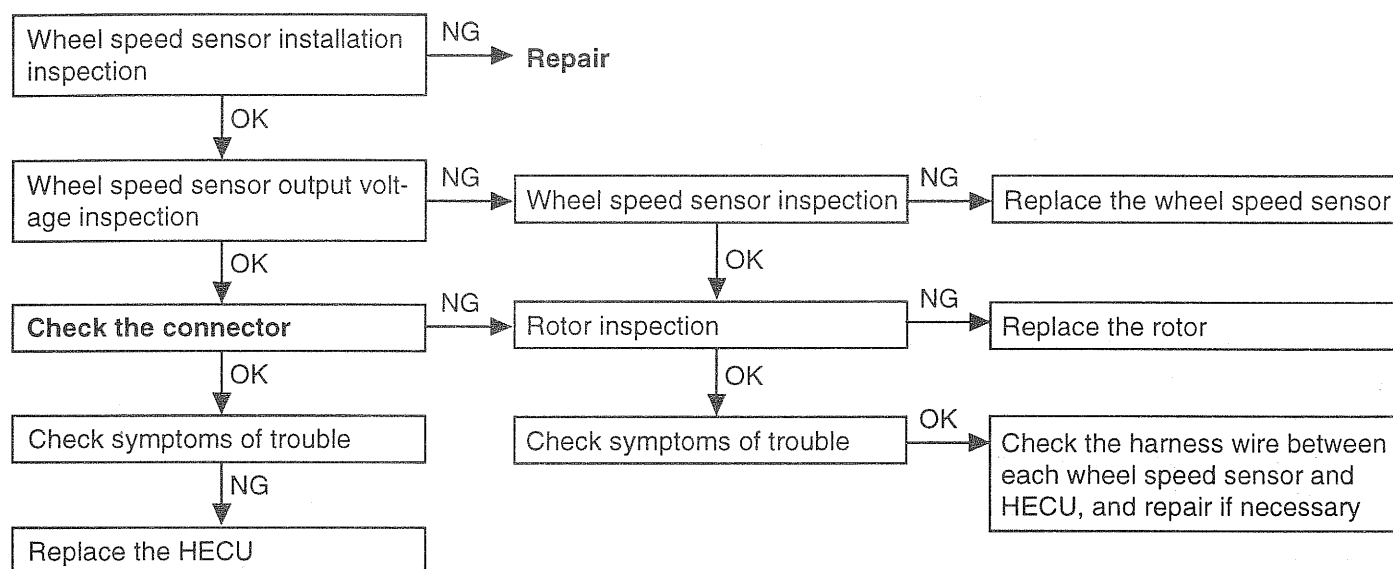 Wheel speed sensor installation
inspection
NG
Repair
OK
Wheel speed sensor output volt-
age inspection
NG
Wheel speed sensor inspection
NG
Replace the wheel speed sensor
OK
OK
Check the connector
NG
Rotor inspection
NG
Replace the rotor
OK
OK
Check symptoms of trouble
Check symptoms of trouble
OK
Check the harness wire between
each wheel speed sensor and
HECU, and repair if necessary
NG
Replace the HECU